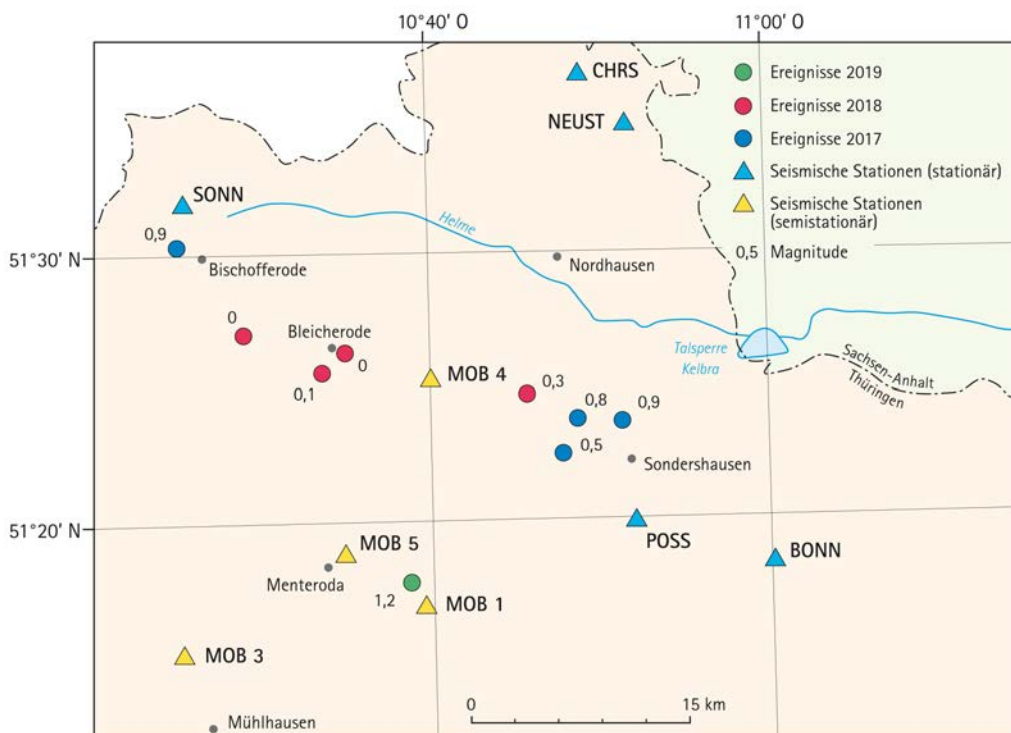 10°40' O
11°00' O
CHRS
Ereignisse 2019
Ereignisse 2018
NEUST
Ereignisse 2017
Seismische Stationen (stationär)
SONN
Seismische Stationen
(semistationär)
Helme
0,9
0,5 Magnitude
51°30' N
Bischofferode
Nordhausen
0
Bleicherode
Talsperre
Kelbra
Sachsen-Anhalt
Thüringen
0
MOB 4
0,3
0,1
0,8
0,9
0,5
Sondershausen
51°20' N
MOB 5
POSS
BONN
Menteroda
1,2
MOB 1
MOB 3
0
15 km
Mühlhausen